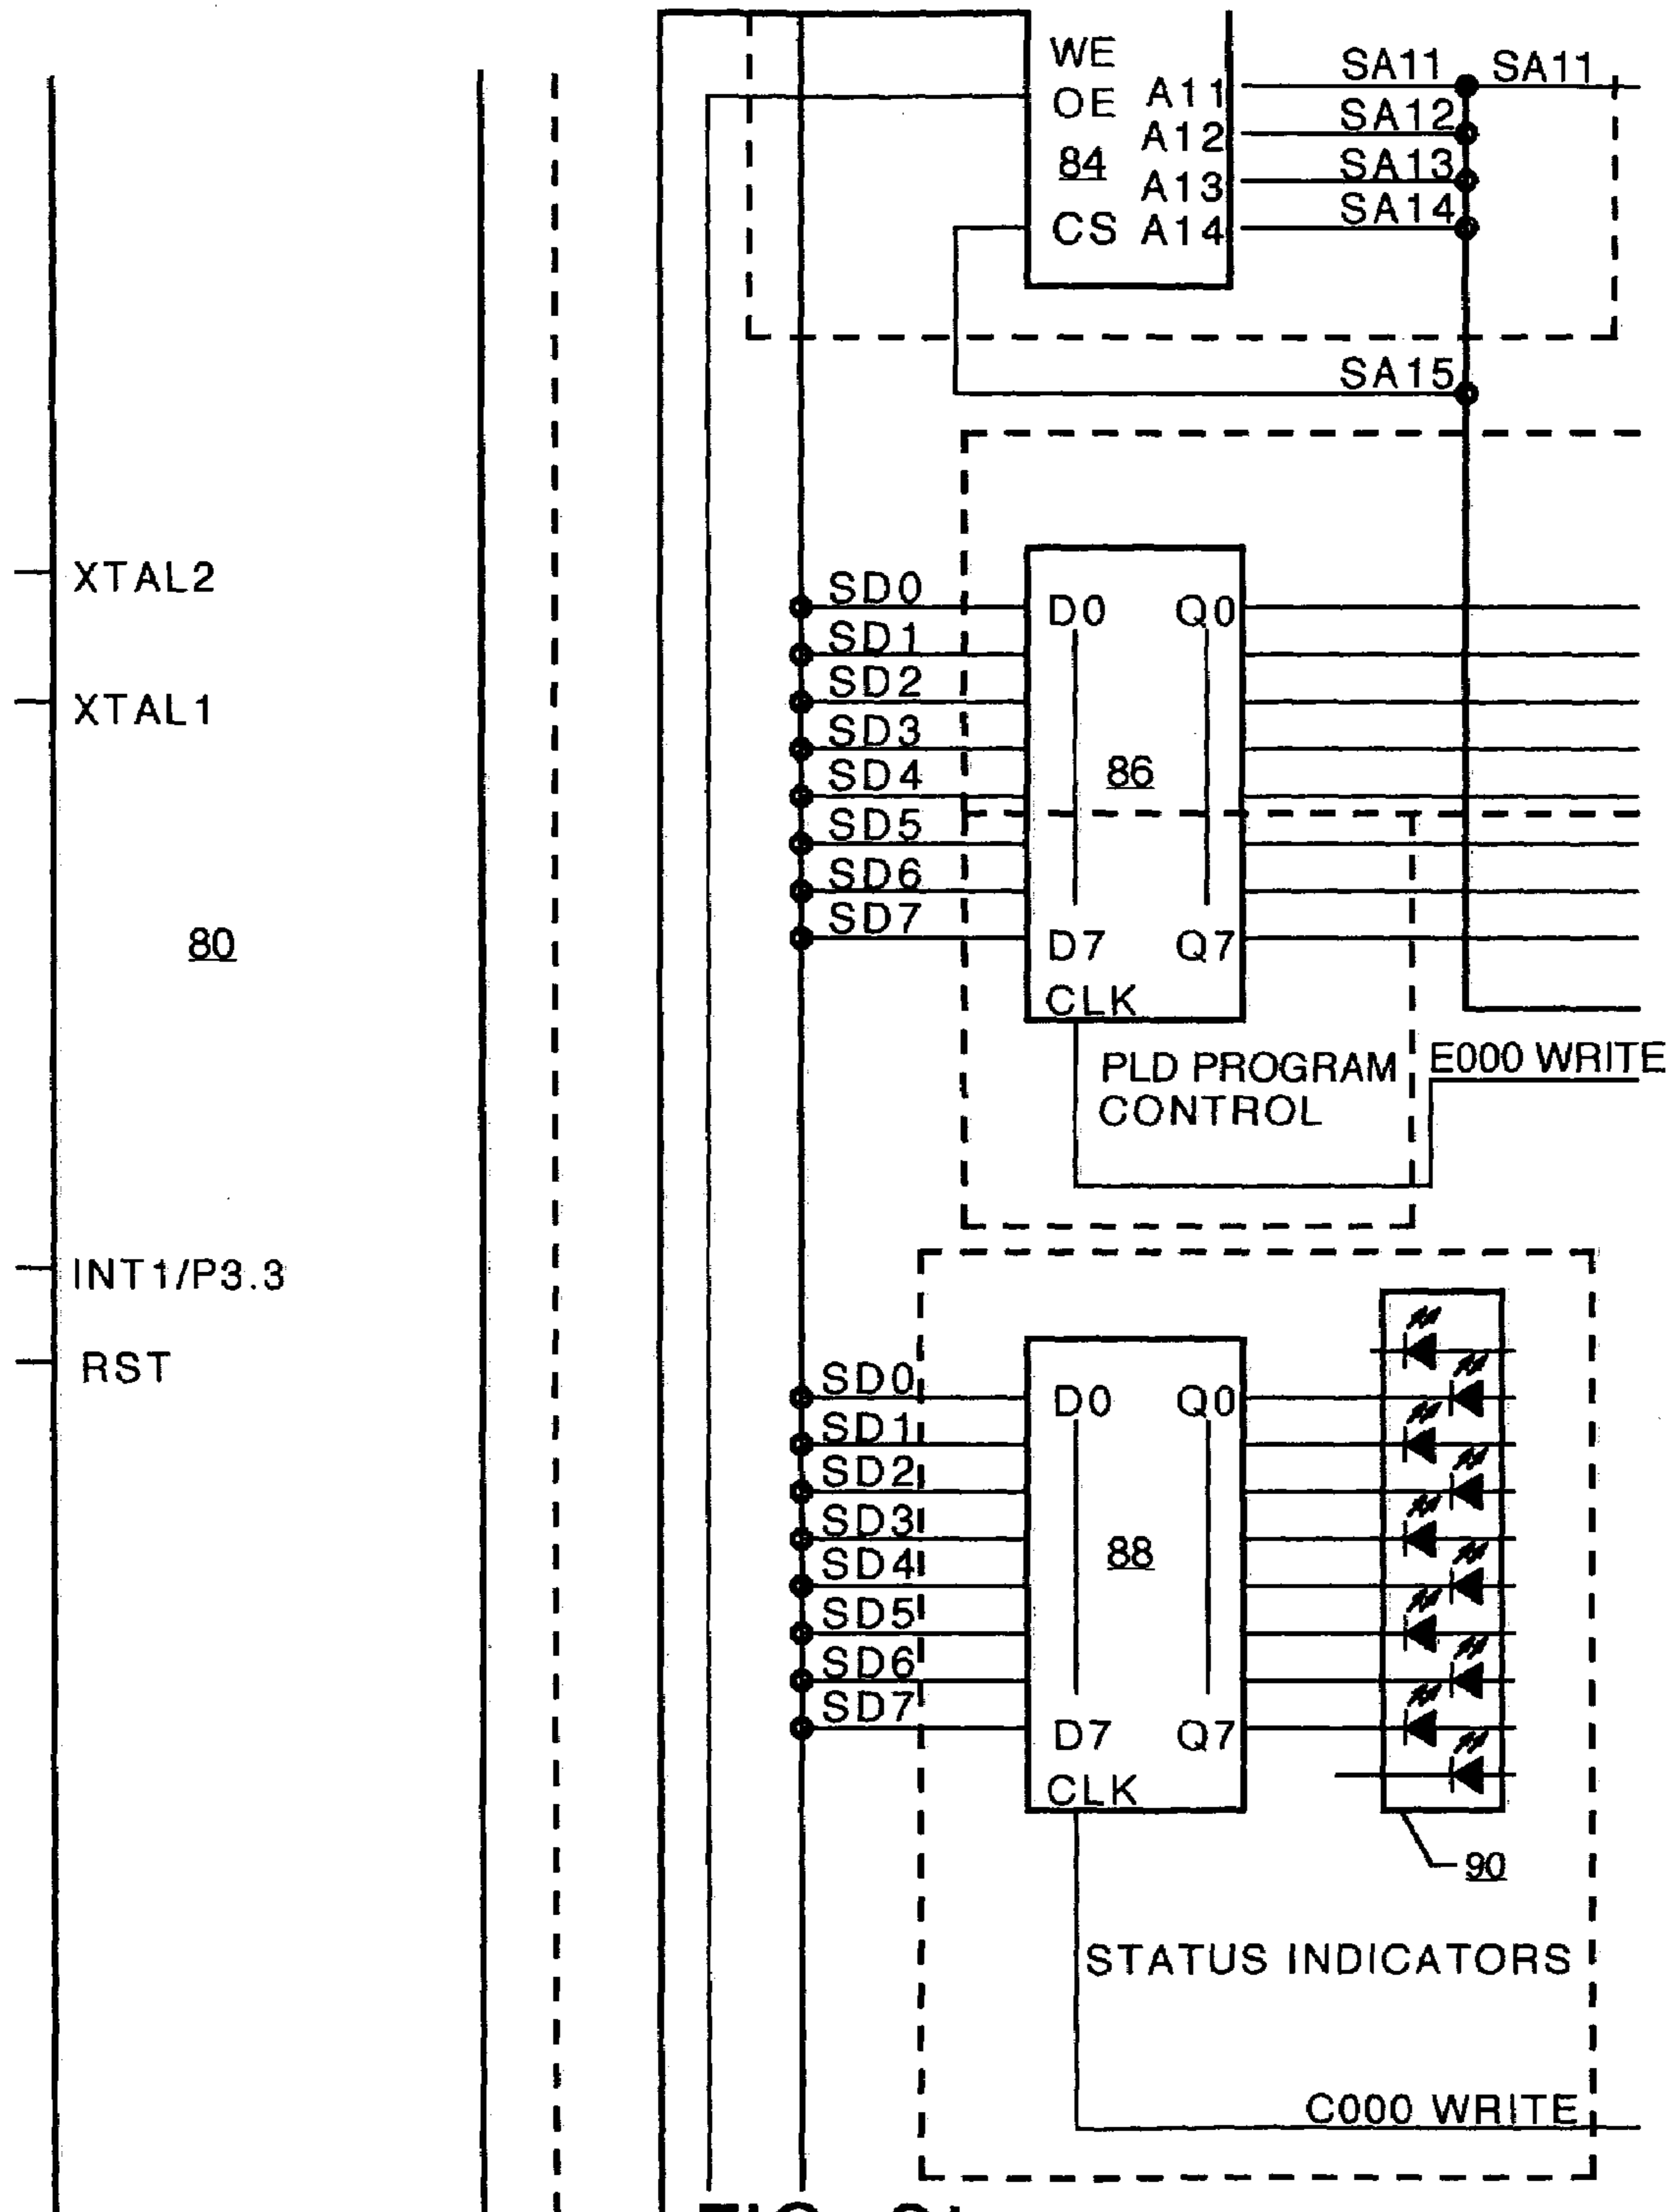 WE
OE A11 SA11 SA11
A12 SA12
84
A13 SA13
CS A14 SA14
SA15
XTAL2
XTAL1
80
INT1/P3.3
RST
SD0 D0 Q0
SD1
SD2
SD3
SD4 86
SD5
SD6
SD7 D7 Q7
CLK
PLD PROGRAM
CONTROL
E000 WRITE
SD0 D0 Q0
SD1
SD2
SD3
SD4 88
SD5
SD6
SD7 D7 Q7
CLK
90
STATUS INDICATORS
C000 WRITE